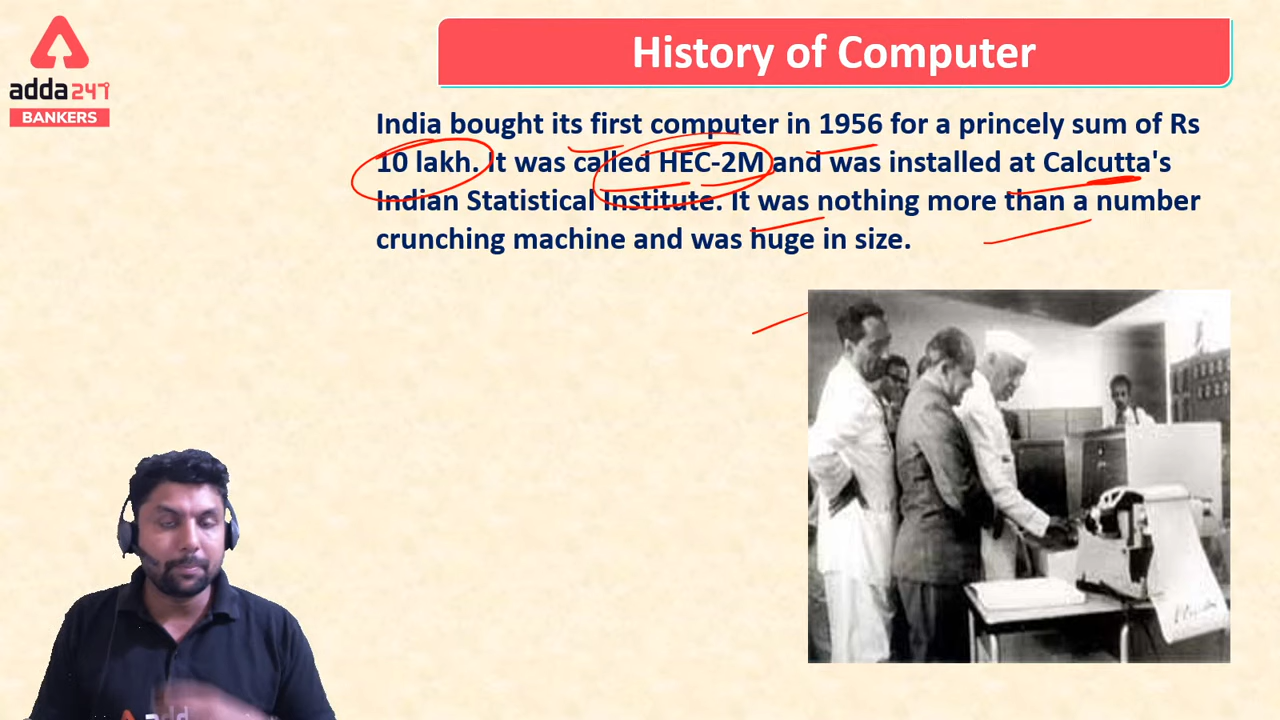 adda247
BANKERS
History of Computer
India bought its first computer in 1956 for a princely sum of Rs
10 lakh. It was called HEC-2M and was installed at Calcutta's
Indian Statistical Institute. It was nothing more than a number
crunching machine and was huge in size.